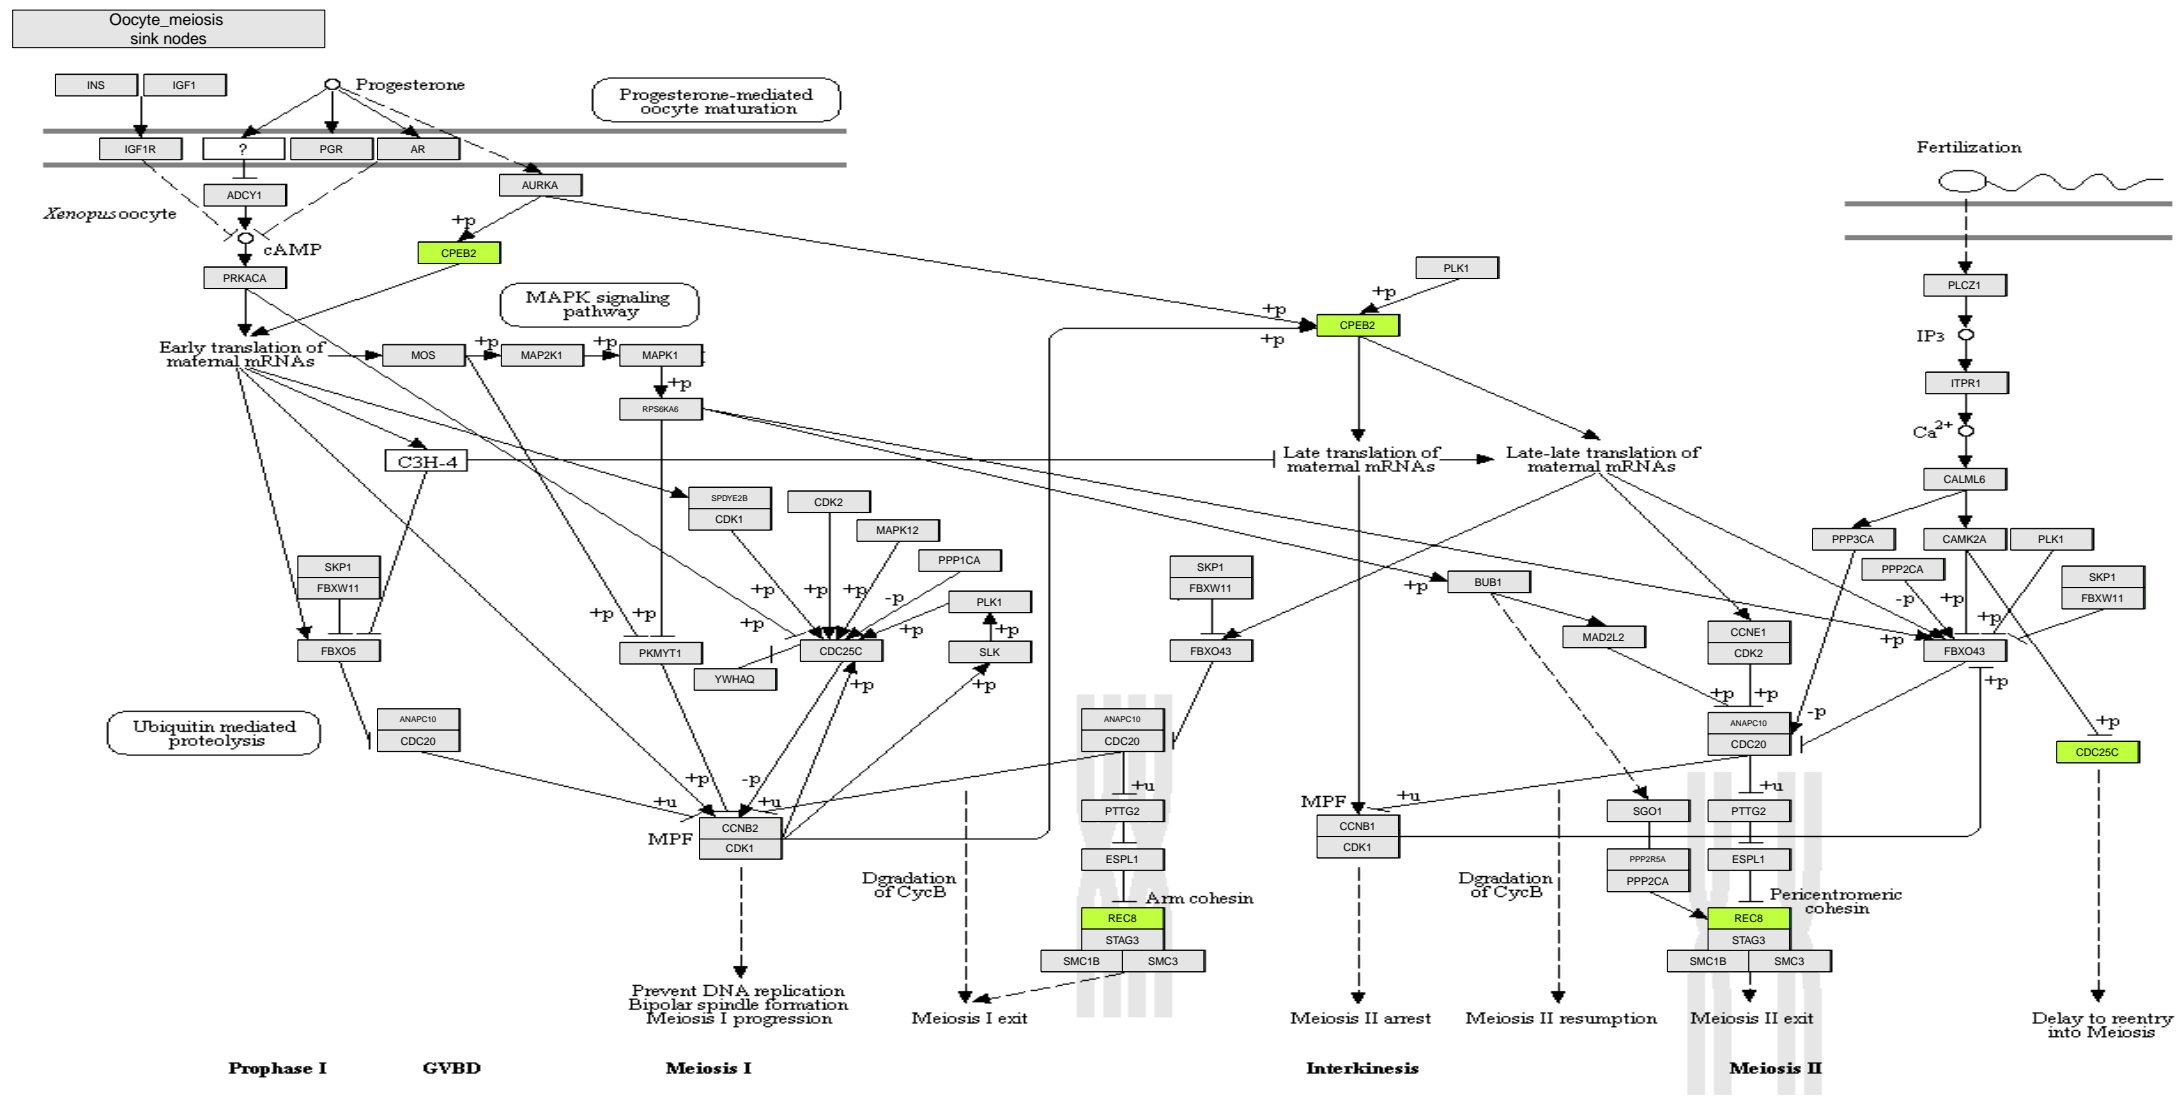 Oocyte_meiosis
sink nodes
INS
IGF1
Progesterone
Progesterone-mediated
oocyte maturation
IGF1R
?
PGR
AR
Fertilization
ADCY1
AURKA
Xenopus oocyte
+p
cAMP
CPEB2
PRKACA
PLK1
PLCZ1
MAPK signaling
pathway
+p
+p
CPEB2
+p
IP3
Early translation of
maternal mRNAs
MOS
+p
MAP2K1
+p
MAPK1
+p
RPS6KA6
ITPR1
Ca2+
C3H-4
Late translation of
maternal mRNAs
Late-late translation of
maternal mRNAs
CALML6
SPDYE2B
CDK1
CDK2
MAPK12
PPP1CA
PPP3CA
CAMK2A
PLK1
SKP1
FBXW11
SKP1
FBXW11
PPP2CA
SKP1
FBXW11
BUB1
+p
PLK1
+p
+p
+p
+p
+p
-p
+p
+p
-p
+p
+p
+p
FBXO5
PKMYT1
CDC25C
SLK
YWHAQ
FBXO43
MAD2L2
CCNE1
CDK2
FBXO43
+p
+p
+p
+p
+p
-p
+p
Ubiquitin mediated
proteolysis
ANAPC10
CDC20
ANAPC10
CDC20
ANAPC10
CDC20
CDC25C
+p
-p
+u
+u
+u
+u
+u
MPF
CCNB2
CDK1
PTTG2
MPF
CCNB1
CDK1
SGO1
PTTG2
ESPL1
PPP2R5A
PPP2CA
ESPL1
Dgradation
of CycB
Arm cohesin
Dgradation
of CycB
Pericentromeric
cohesin
REC8
STAG3
SMC1B
SMC3
REC8
STAG3
SMC1B
SMC3
Prevent DNA replication
Bipolar spindle formation
Meiosis I progression
Meiosis I exit
Meiosis II arrest
Meiosis II resumption
Meiosis II exit
Delay to reentry
into Meiosis
Prophase I
GVBD
Meiosis I
Interkinesis
Meiosis II